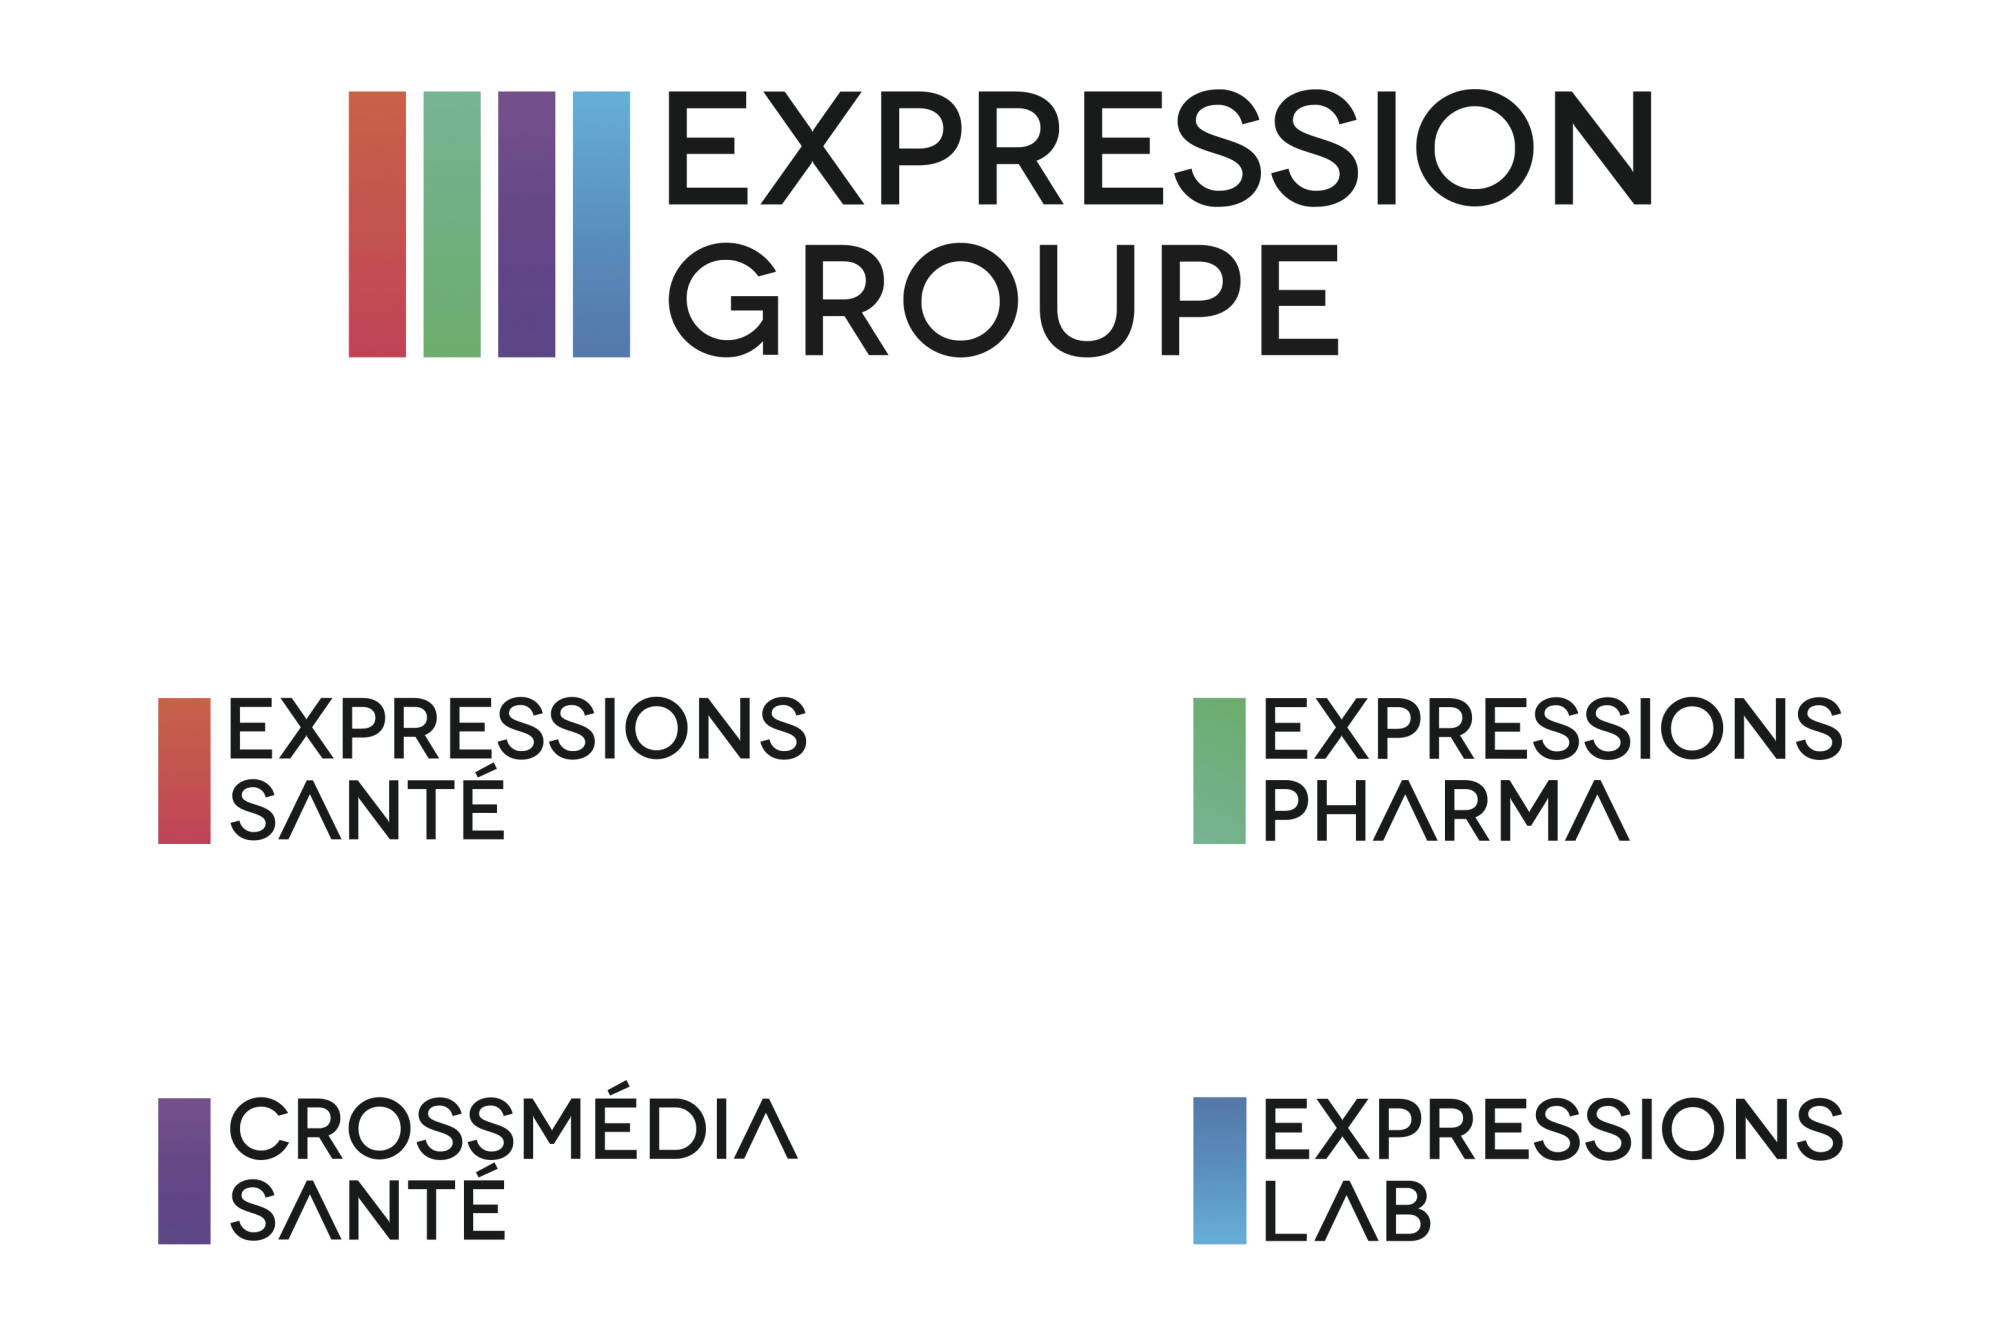 EXPRESSION
GROUPE
EXPRESSIONS
SANTÉ
EXPRESSIONS
PHARMA
CROSSMÉDIA
SANTÉ
EXPRESSIONS
LAB